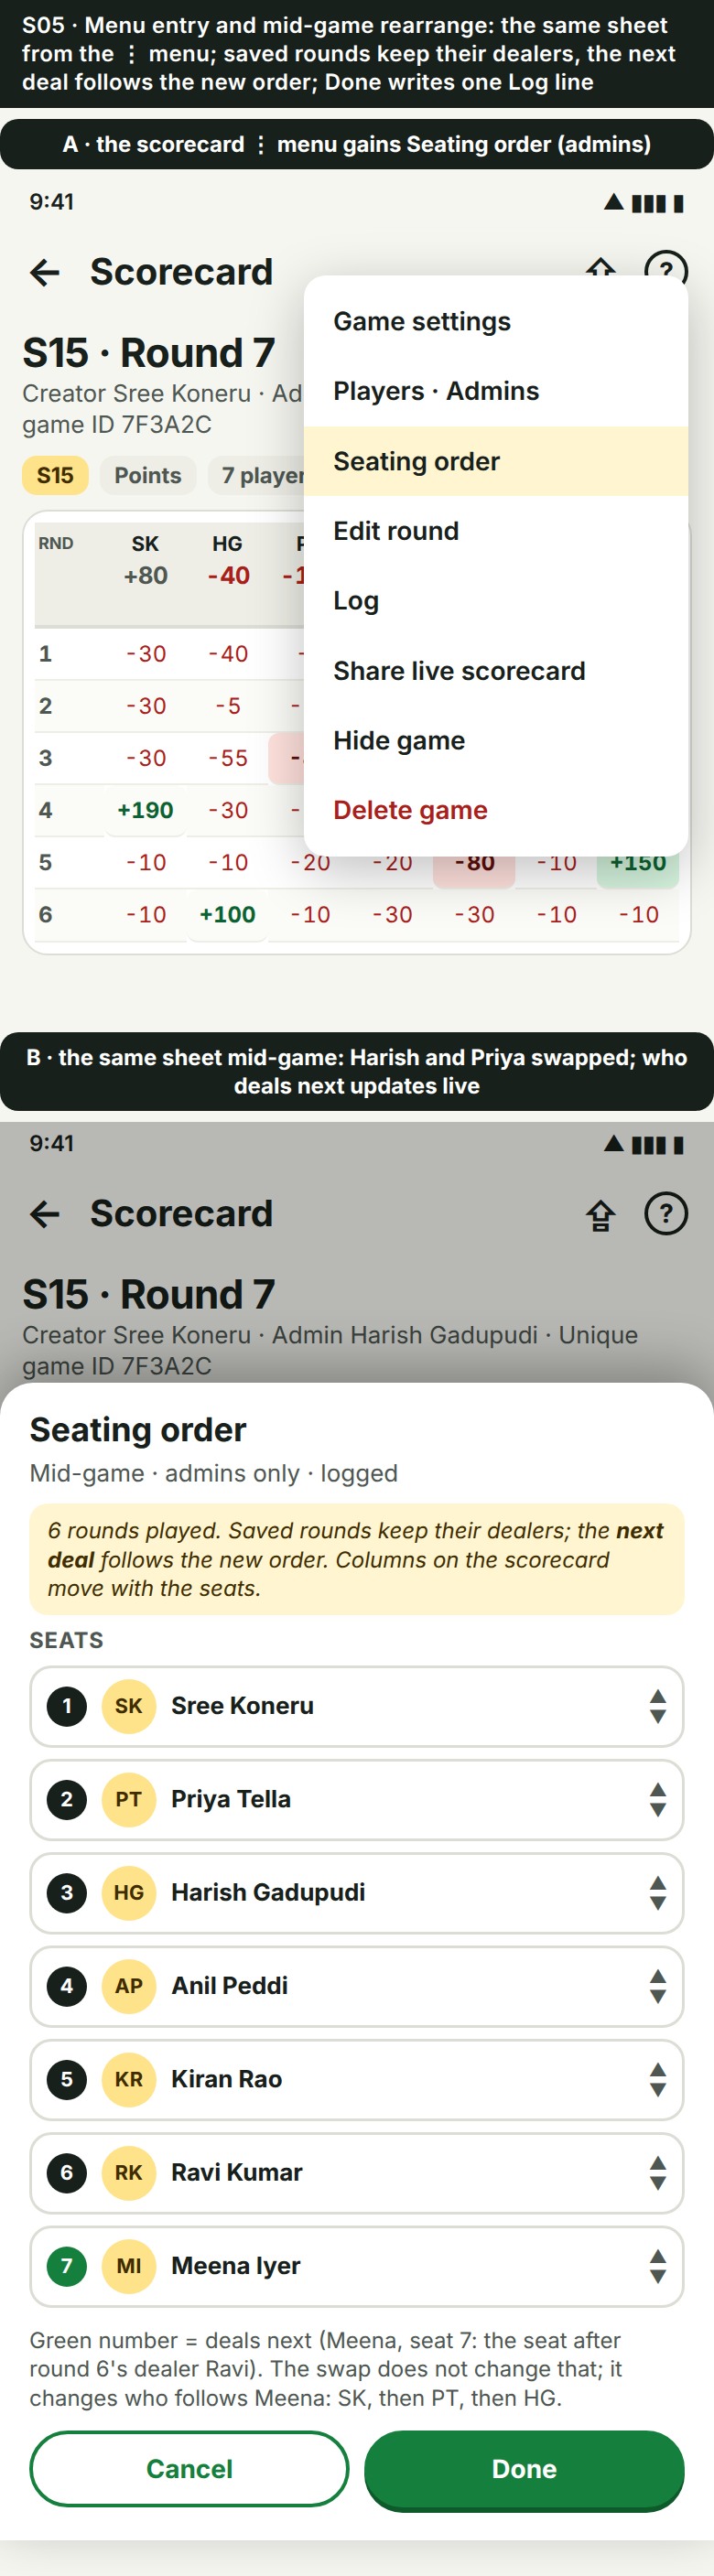 S05 · Menu entry and mid-game rearrange: the same sheet
from the ⋮ menu; saved rounds keep their dealers, the next
deal follows the new order; Done writes one Log line
A · the scorecard ⋮ menu gains Seating order (admins)
9:41
Scorecard
?
S15 · Round 7
Creator Sree Koneru · Ad
game ID 7F3A2C
S15 Points 7 player
Game settings
Players · Admins
Seating order
Edit round
Log
Share live scorecard
Hide game
Delete game
RND SK HG
+80 -40 -1
1 -30 -40 -
2 -30 -5 -
3 -30 -55 -
4 +190 -30 -
5 -10 -10 -20 -20 -80 -10 +150
6 -10 +100 -10 -30 -30 -10 -10
B · the same sheet mid-game: Harish and Priya swapped; who
deals next updates live
9:41
Scorecard
?
S15 · Round 7
Creator Sree Koneru · Admin Harish Gadupudi · Unique
game ID 7F3A2C
Seating order
Mid-game · admins only · logged
6 rounds played. Saved rounds keep their dealers; the next
deal follows the new order. Columns on the scorecard
move with the seats.
SEATS
1 SK Sree Koneru
2 PT Priya Tella
3 HG Harish Gadupudi
4 AP Anil Peddi
5 KR Kiran Rao
6 RK Ravi Kumar
7 MI Meena Iyer
Green number = deals next (Meena, seat 7: the seat after
round 6's dealer Ravi). The swap does not change that; it
changes who follows Meena: SK, then PT, then HG.
Cancel Done